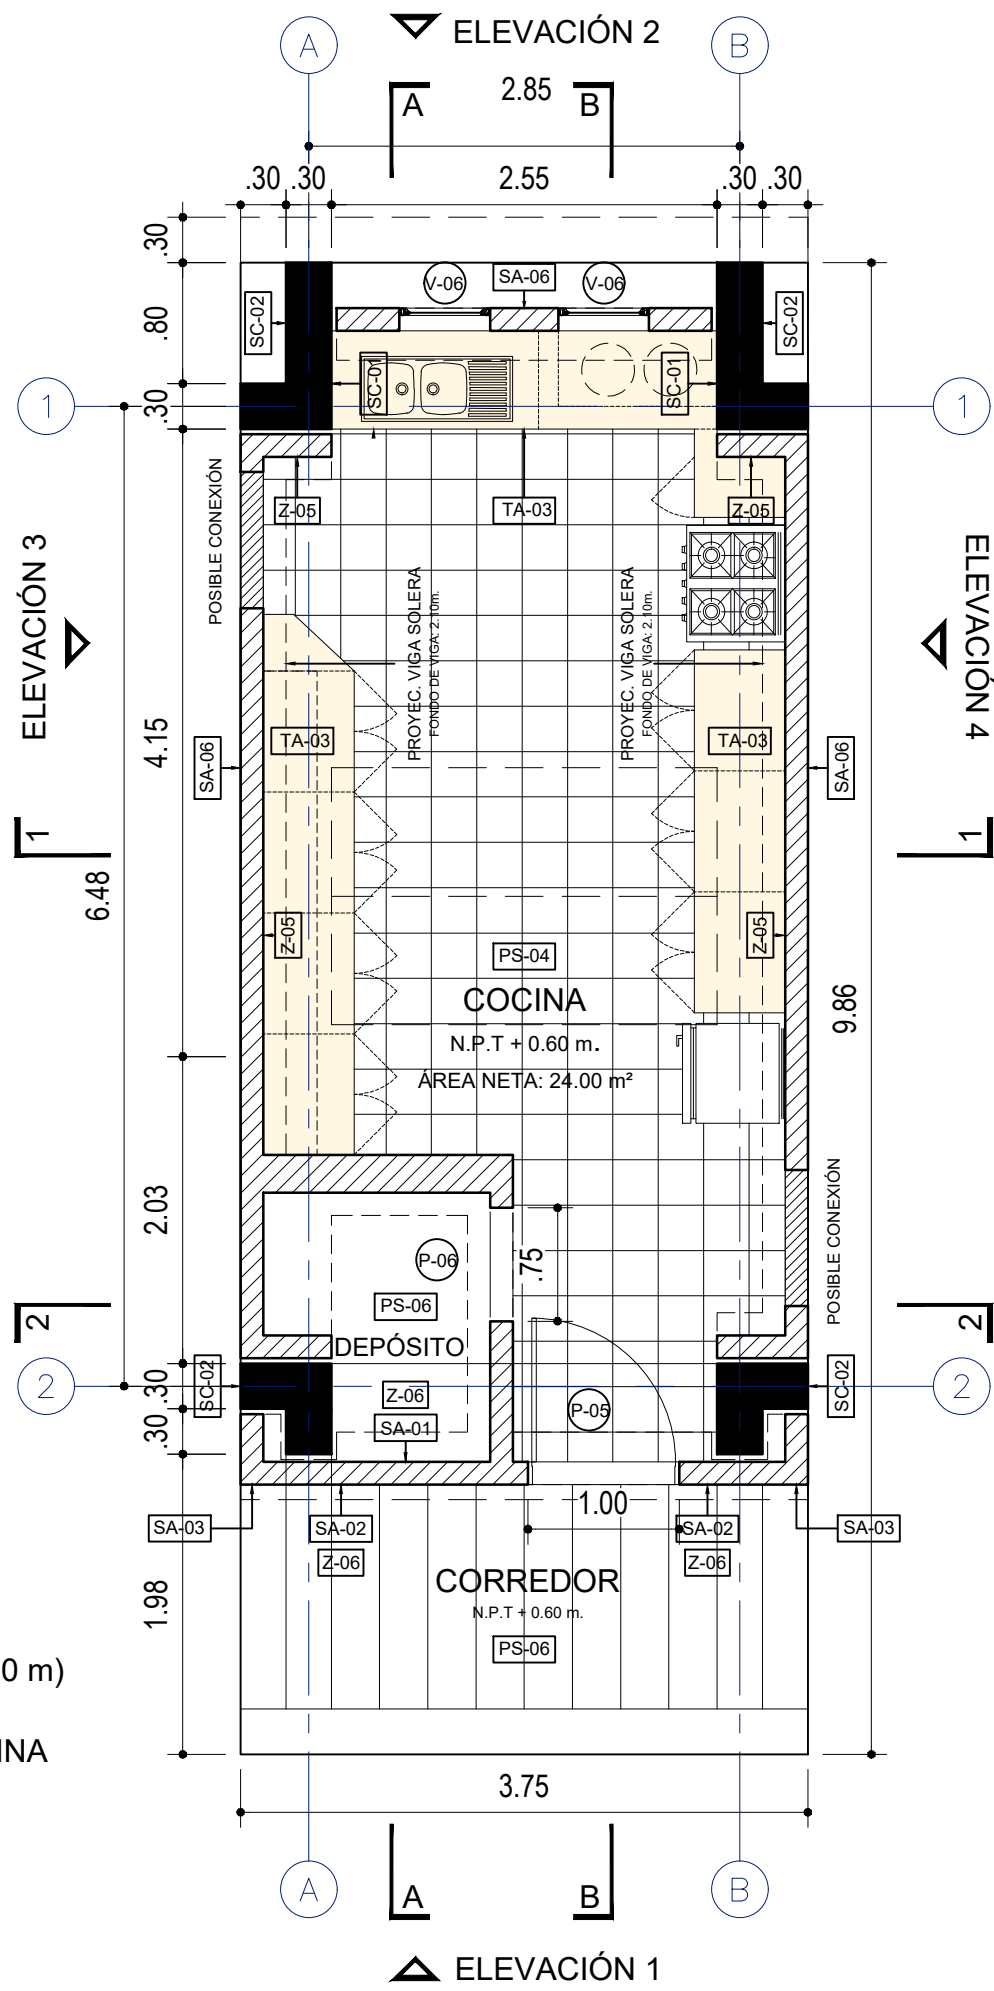 ELEVACIÓN 2
A
B
A
2.85
B
.30
.30
2.55
.30
.30
.30
V-06
SA-06
V-06
SC-02
SC-02
.80
SC-01
SC-01
1
.30
1
POSIBLE CONEXIÓN
Z-05
TA-03
Z-05
ELEVACIÓN 3
ELEVACIÓN 4
PROYEC. VIGA SOLERA
FONDO DE VIGA: 2.10m.
PROYEC. VIGA SOLERA
FONDO DE VIGA: 2.10m.
4.15
TA-03
TA-03
SA-06
SA-06
1
1
6.48
Z-05
Z-05
PS-04
COCINA
N.P.T + 0.60 m.
ÁREA NETA: 24.00 m²
9.86
2.03
POSIBLE CONEXIÓN
.75
P-06
PS-06
DEPÓSITO
2
2
2
.30
SC-02
SC-02
2
Z-06
P-05
.30
SA-01
1.00
SA-03
SA-02
SA-02
SA-03
Z-06
Z-06
CORREDOR
N.P.T + 0.60 m.
1.98
PS-06
0 m)
INA
3.75
A
A
B
B
ELEVACIÓN 1